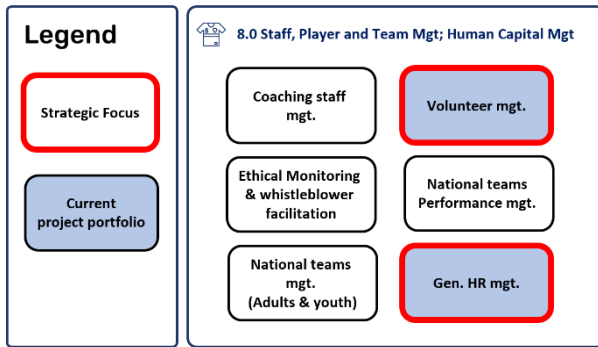 Legend
Strategic Focus
Current
project portfolio
8.0 Staff, Player and Team Mgt; Human Capital Mgt
Coaching staff
mgt.
Volunteer mgt.
Ethical Monitoring
& whistleblower
facilitation
National teams
Performance mgt.
National teams
mgt.
(Adults & youth)
Gen. HR mgt.